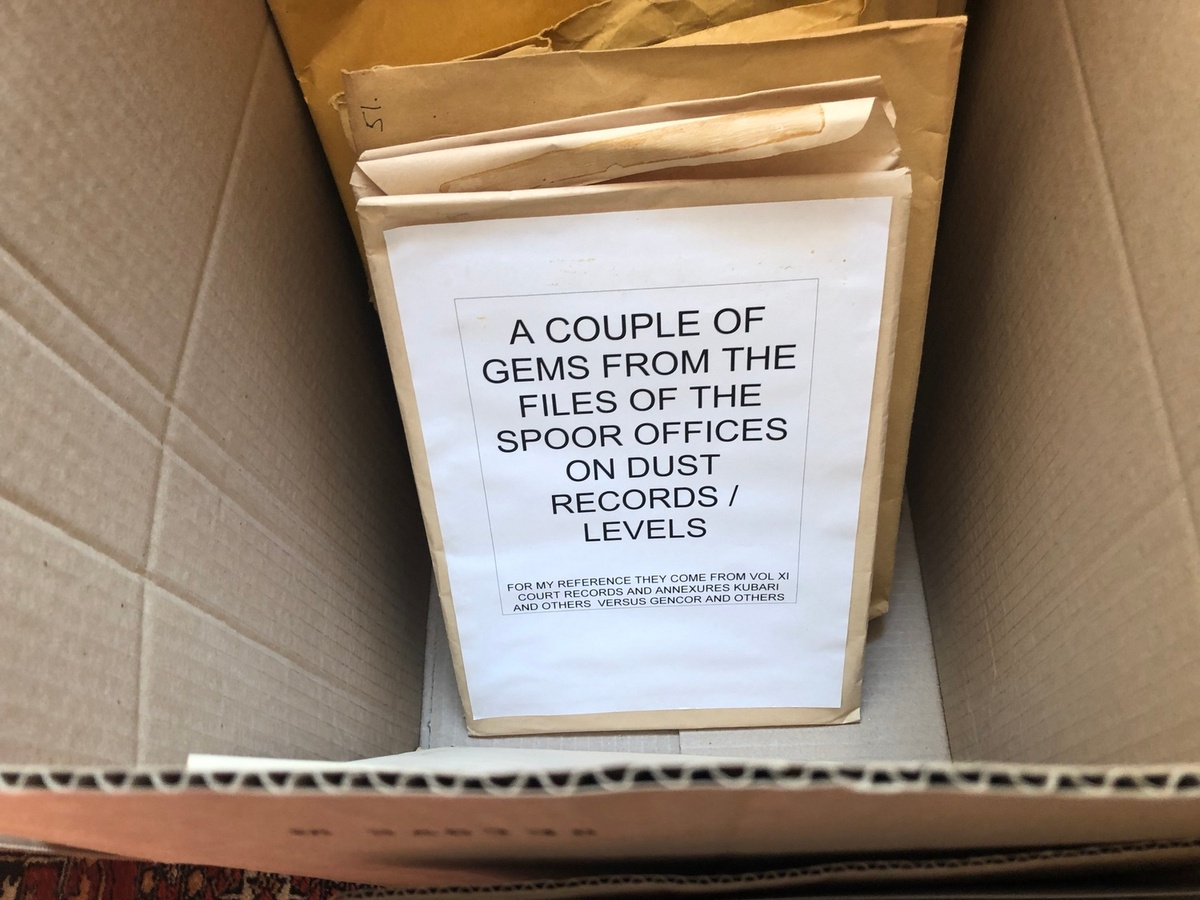 51.
A COUPLE OF
GEMS FROM THE
FILES OF THE
SPOOR OFFICES
ON DUST
RECORDS /
LEVELS
FOR MY REFERENCE THEY COME FROM VOL XI
COURT RECORDS AND ANNEXURES KUBARI
AND OTHERS VERSUS GENCOR AND OTHERS